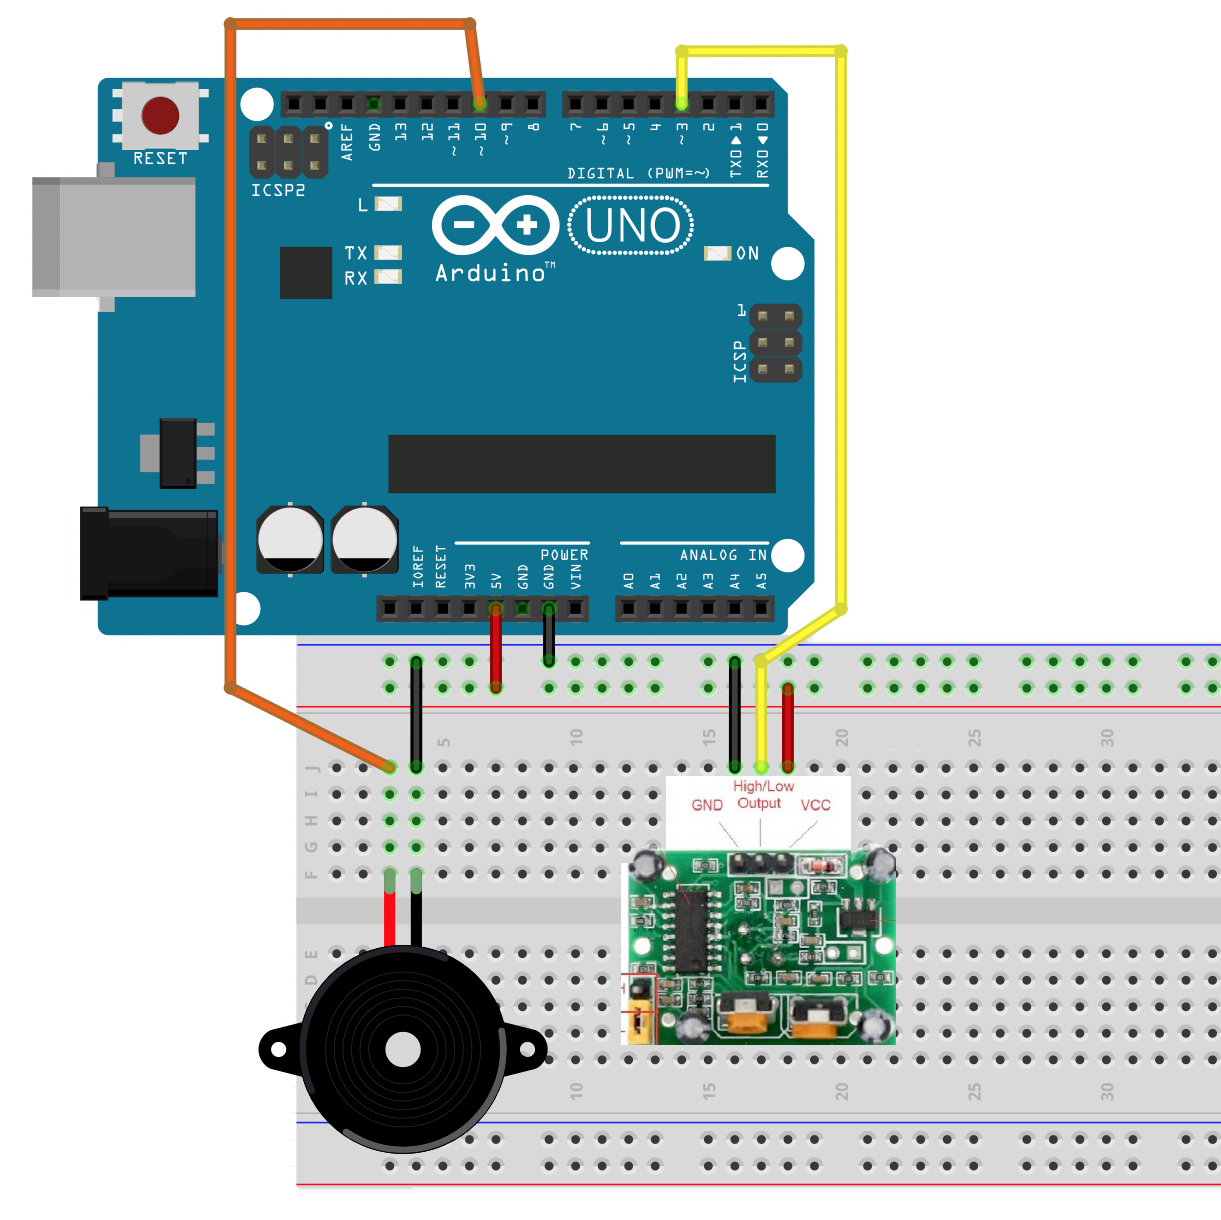 RESET
ICSP2
AREF
GND
13
12
~11
~10
~9
8
7
~6
~5
4
~3
2
TX0▶1
RX0◀0
DIGITAL (PWM=~)
L
TX
RX
UNO
Arduino™
ON
1
ICSP
IOREF
RESET
3V3
5V
GND
GND
VIN
POWER
ANALOG IN
A0
A1
A2
A3
A4
A5
5
10
15
20
25
30
J
I
H
G
F
High/Low
Output
GND
VCC
E
D
10
15
20
25
30